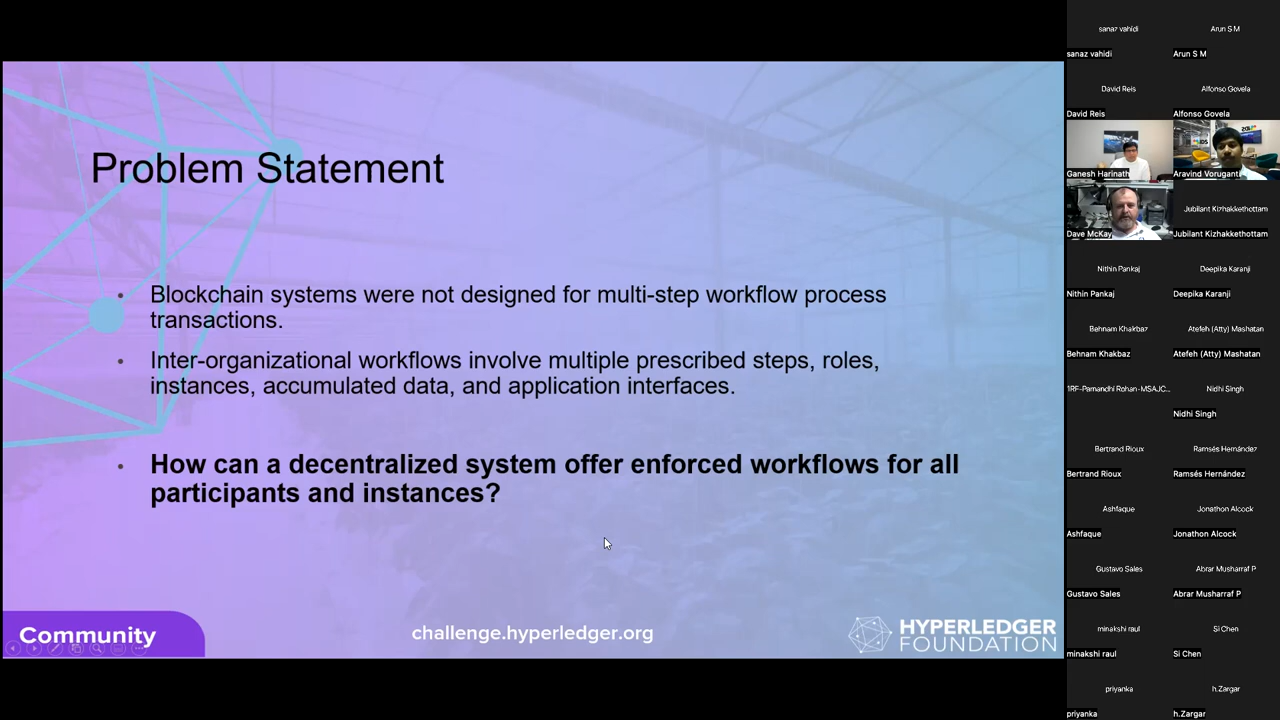 Problem Statement
Blockchain systems were not designed for multi-step workflow process
transactions.
Inter-organizational workflows involve multiple prescribed steps, roles,
instances, accumulated data, and application interfaces.
How can a decentralized system offer enforced workflows for all
participants and instances?
Community
challenge.hyperledger.org
HYPERLEDGER
FOUNDATION
sanaz vahidi
Arun S M
sanaz vahidi
Arun S M
David Reis
Alfonso Govela
David Reis
Alfonso Govela
Ganesh Harinath
Aravind Voruganti
Dave McKay
Jubilant Kizhakkethottam
Jubilant Kizhakkethottam
Nithin Pankaj
Deepika Karanji
Nithin Pankaj
Deepika Karanji
Behnam Khakbaz
Atefeh (Atty) Mashatan
Behnam Khakbaz
Atefeh (Atty) Mashatan
1RF-Pamandhi Rohan-MSAJC...
Nidhi Singh
Nidhi Singh
Bertrand Rioux
Ramsés Hernández
Bertrand Rioux
Ramsés Hernández
Ashfaque
Jonathon Alcock
Ashfaque
Jonathon Alcock
Gustavo Sales
Abrar Musharraf P
Gustavo Sales
Abrar Musharraf P
minakshi raul
Si Chen
minakshi raul
Si Chen
priyanka
h.Zargar
priyanka
h.Zargar